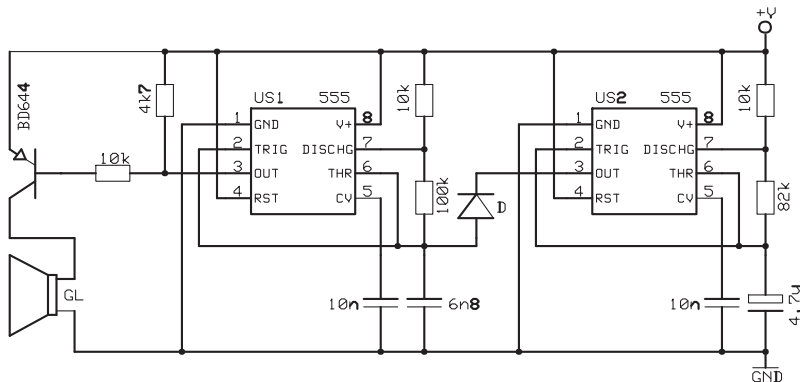 +V
BD644
4k7
US1 555
10k
US2 555
10k
1 GND V+ 8
2 TRIG DISCHG 7
3 OUT THR 6
4 RST CV 5
1 GND V+ 8
2 TRIG DISCHG 7
3 OUT THR 6
4 RST CV 5
10k
100k
D
82k
GL
10n
6n8
10n
4.7u
GND